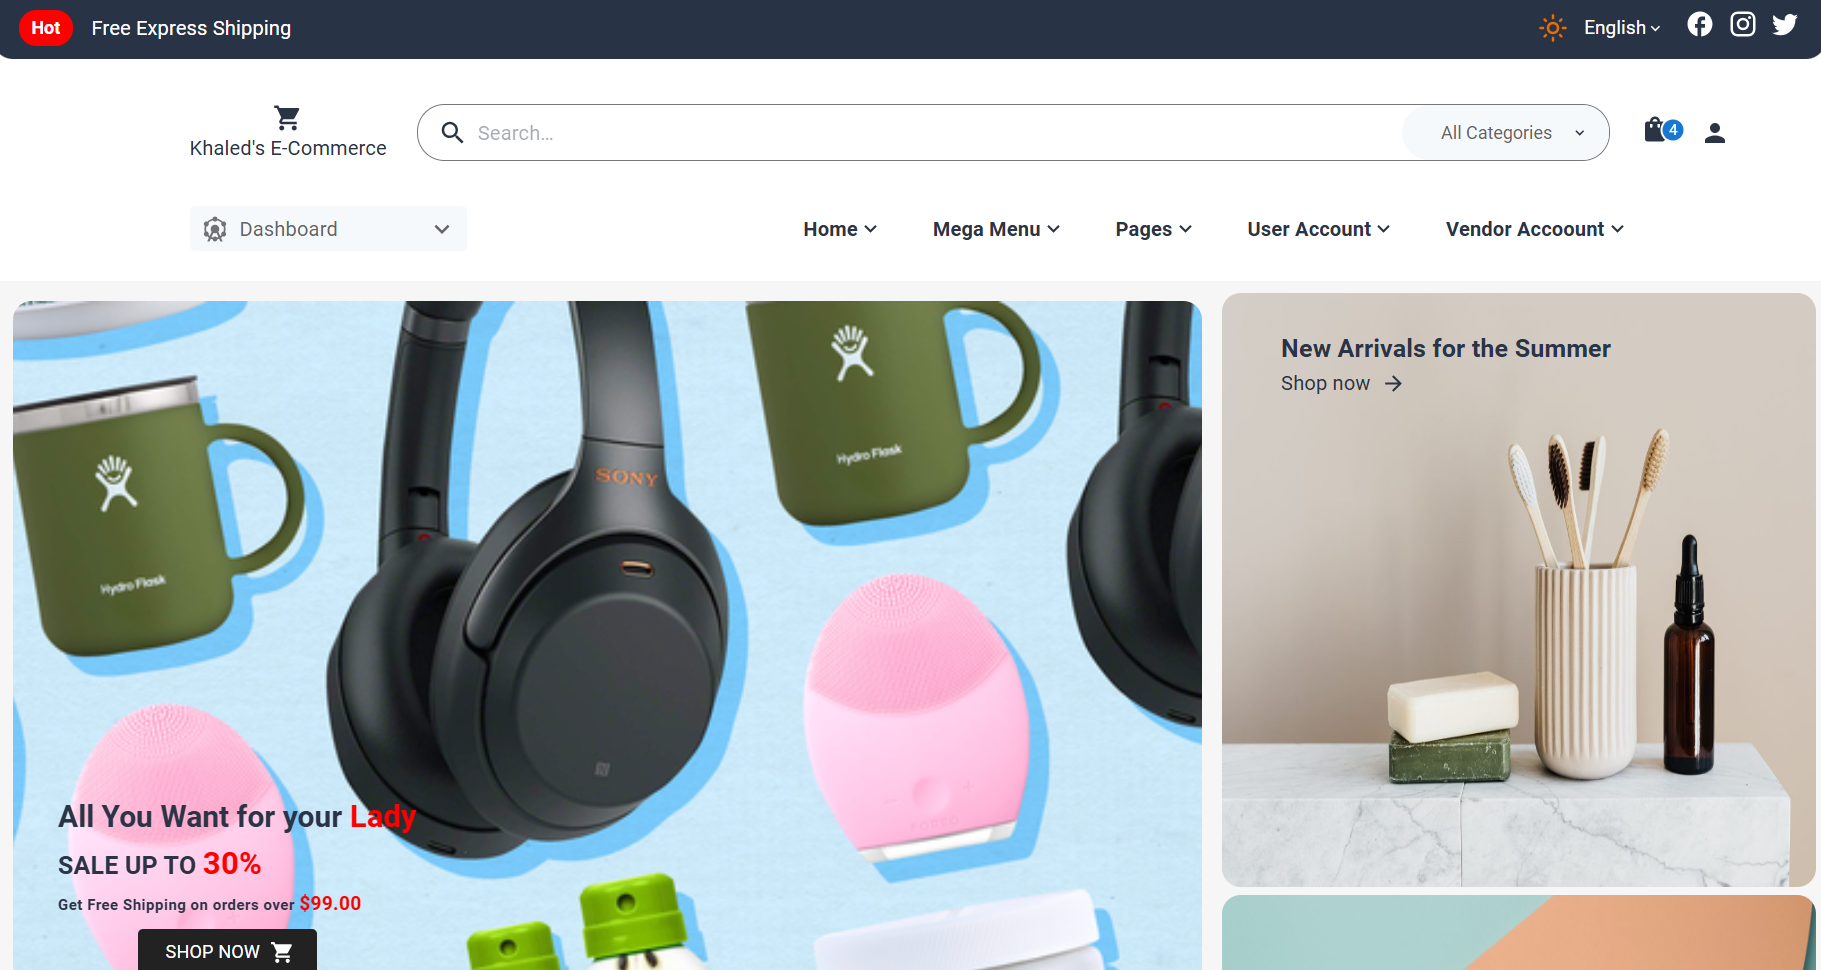 Hot Free Express Shipping English
Khaled's E-Commerce
Search...
All Categories
4
Dashboard
Home
Mega Menu
Pages
User Account
Vendor Accoount
Hydro Flask
SONY
Hydro Flask
FOREO
All You Want for your Lady
SALE UP TO 30%
Get Free Shipping on orders over $99.00
SHOP NOW
New Arrivals for the Summer
Shop now